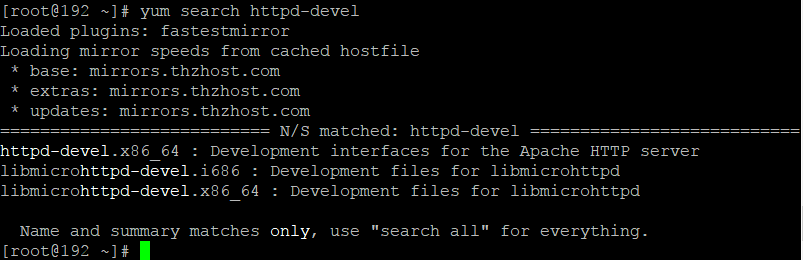 [root@192 ~]# yum search httpd-devel
Loaded plugins: fastestmirror
Loading mirror speeds from cached hostfile
 * base: mirrors.thzhost.com
 * extras: mirrors.thzhost.com
 * updates: mirrors.thzhost.com
=========================== N/S matched: httpd-devel ===========================
httpd-devel.x86_64 : Development interfaces for the Apache HTTP server
libmicrohttpd-devel.i686 : Development files for libmicrohttpd
libmicrohttpd-devel.x86_64 : Development files for libmicrohttpd

  Name and summary matches only, use "search all" for everything.
[root@192 ~]#